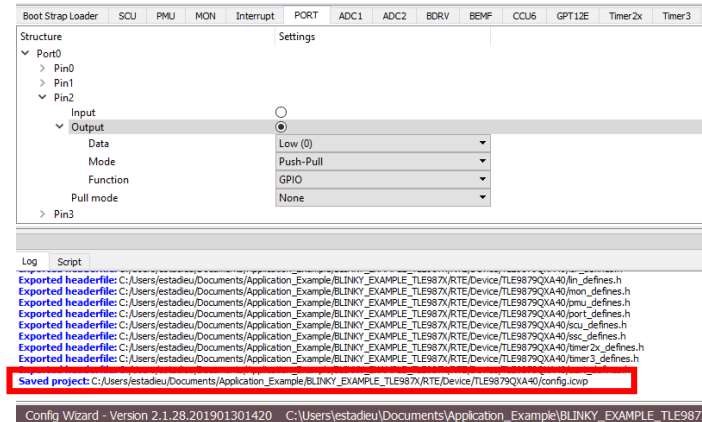 Boot Strap Loader SCU PMU MON Interrupt PORT ADC1 ADC2 BDRV BEMF CCU6 GPT12E Timer2x Timer3
Structure Settings
Port0
Pin0
Pin1
Pin2
Input
Output
Data Low (0)
Mode Push-Pull
Function GPIO
Pull mode None
Pin3
Log Script
Exported headerfile: C:/Users/estadieu/Documents/Application_Example/BLINKY_EXAMPLE_TLE987X/RTE/Device/TLE9879QXA40/lin_defines.h
Exported headerfile: C:/Users/estadieu/Documents/Application_Example/BLINKY_EXAMPLE_TLE987X/RTE/Device/TLE9879QXA40/mon_defines.h
Exported headerfile: C:/Users/estadieu/Documents/Application_Example/BLINKY_EXAMPLE_TLE987X/RTE/Device/TLE9879QXA40/pmu_defines.h
Exported headerfile: C:/Users/estadieu/Documents/Application_Example/BLINKY_EXAMPLE_TLE987X/RTE/Device/TLE9879QXA40/port_defines.h
Exported headerfile: C:/Users/estadieu/Documents/Application_Example/BLINKY_EXAMPLE_TLE987X/RTE/Device/TLE9879QXA40/scu_defines.h
Exported headerfile: C:/Users/estadieu/Documents/Application_Example/BLINKY_EXAMPLE_TLE987X/RTE/Device/TLE9879QXA40/ssc_defines.h
Exported headerfile: C:/Users/estadieu/Documents/Application_Example/BLINKY_EXAMPLE_TLE987X/RTE/Device/TLE9879QXA40/timer2x_defines.h
Exported headerfile: C:/Users/estadieu/Documents/Application_Example/BLINKY_EXAMPLE_TLE987X/RTE/Device/TLE9879QXA40/timer3_defines.h
Saved project: C:/Users/estadieu/Documents/Application_Example/BLINKY_EXAMPLE_TLE987X/RTE/Device/TLE9879QXA40/config.icwp
Config Wizard - Version 2.1.28.201901301420 C:\Users\estadieu\Documents\Application_Example\BLINKY_EXAMPLE_TLE987